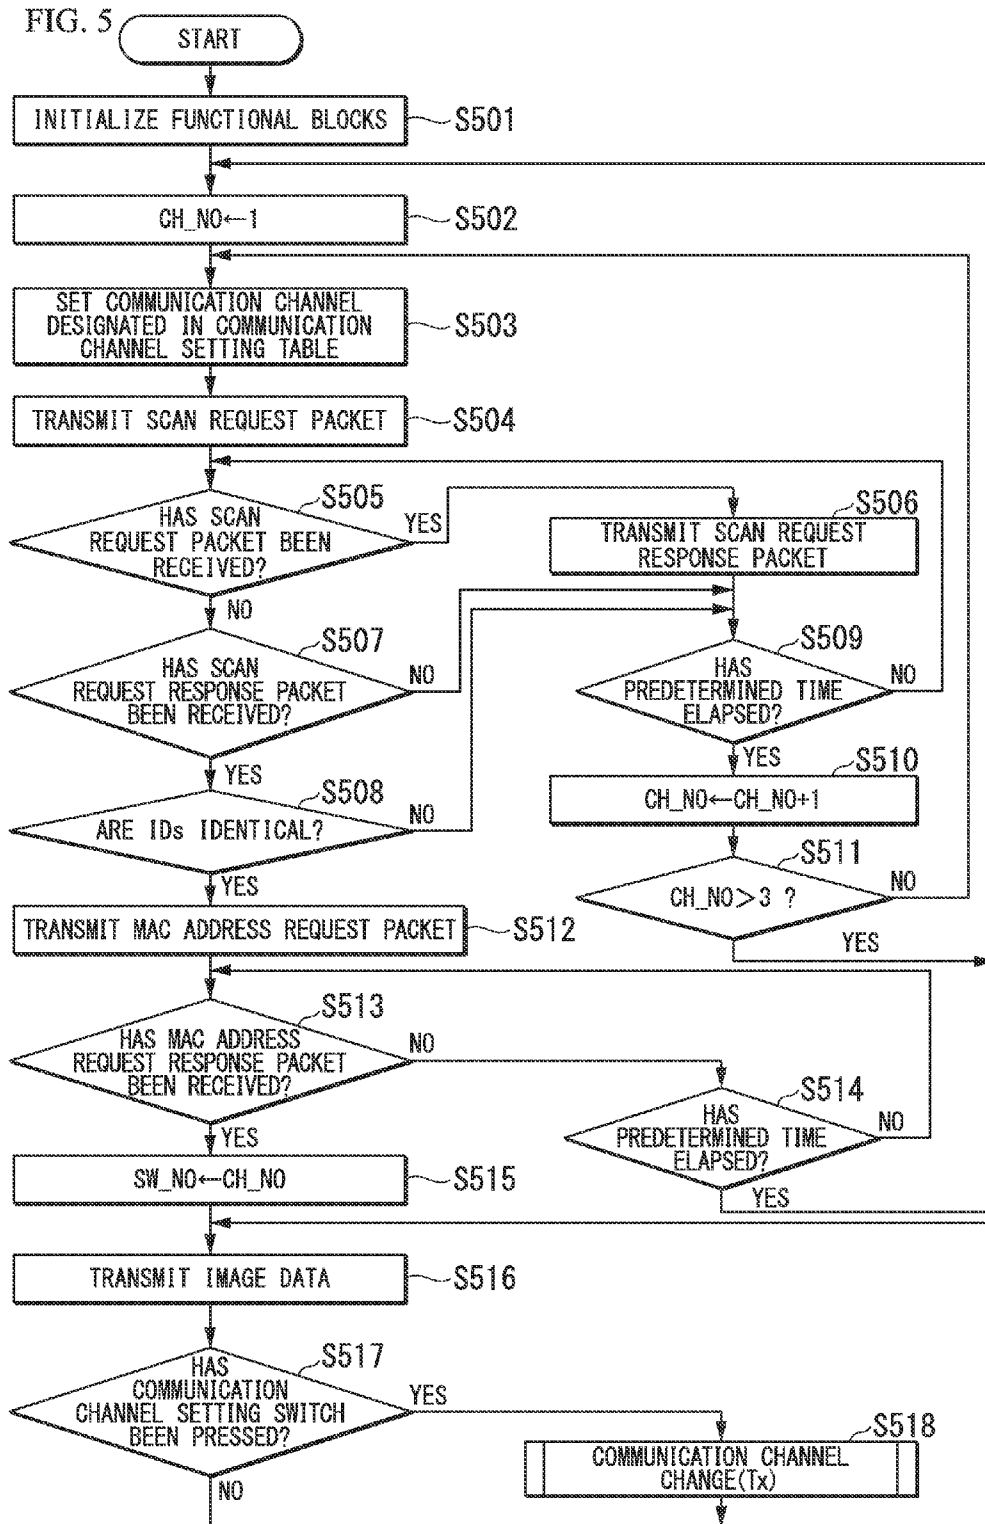 FIG. 5
START
INITIALIZE FUNCTIONAL BLOCKS
S501
CH_NO←1
S502
SET COMMUNICATION CHANNEL
DESIGNATED IN COMMUNICATION
CHANNEL SETTING TABLE
S503
TRANSMIT SCAN REQUEST PACKET
S504
S505
HAS SCAN
REQUEST PACKET BEEN
RECEIVED?
YES
NO
S506
TRANSMIT SCAN REQUEST
RESPONSE PACKET
S507
HAS SCAN
REQUEST RESPONSE PACKET
BEEN RECEIVED?
NO
YES
S509
HAS
PREDETERMINED TIME
ELAPSED?
NO
YES
S508
ARE IDs IDENTICAL?
NO
YES
S510
CH_NO←CH_NO+1
S511
CH_NO>3 ?
NO
YES
TRANSMIT MAC ADDRESS REQUEST PACKET
S512
S513
HAS MAC ADDRESS
REQUEST RESPONSE PACKET
BEEN RECEIVED?
NO
YES
S514
HAS
PREDETERMINED TIME
ELAPSED?
NO
YES
SW_NO←CH_NO
S515
TRANSMIT IMAGE DATA
S516
S517
HAS
COMMUNICATION
CHANNEL SETTING SWITCH
BEEN PRESSED?
YES
NO
S518
COMMUNICATION CHANNEL
CHANGE(Tx)